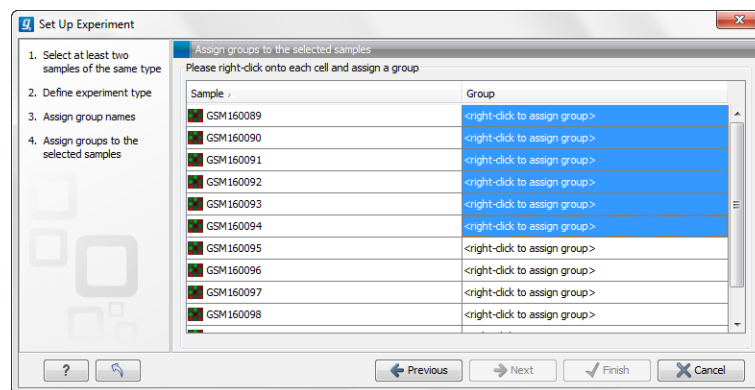 Set Up Experiment
1. Select at least two
samples of the same type
2. Define experiment type
3. Assign group names
4. Assign groups to the
selected samples
Assign groups to the selected samples
Please right-click onto each cell and assign a group
Sample Group
GSM160089 <right-click to assign group>
GSM160090 <right-click to assign group>
GSM160091 <right-click to assign group>
GSM160092 <right-click to assign group>
GSM160093 <right-click to assign group>
GSM160094 <right-click to assign group>
GSM160095 <right-click to assign group>
GSM160096 <right-click to assign group>
GSM160097 <right-click to assign group>
GSM160098 <right-click to assign group>
? Previous Next Finish Cancel